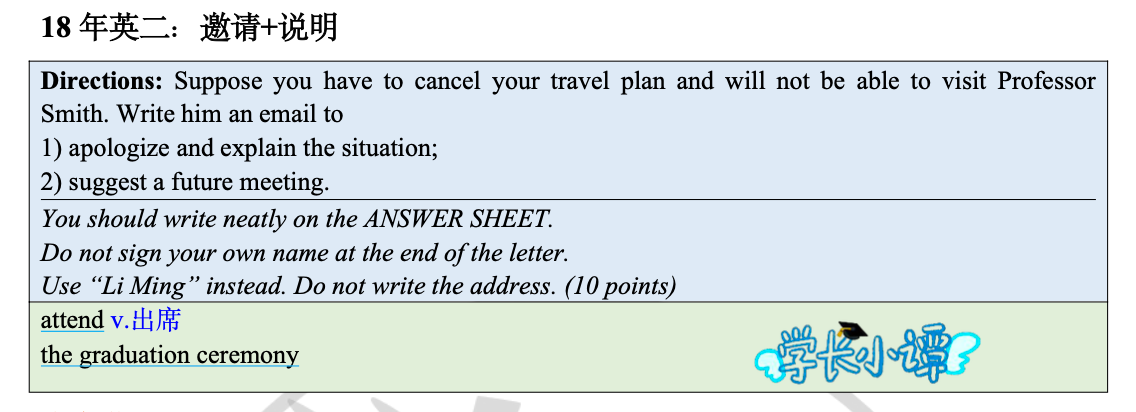 18 年英二：邀请+说明
Directions: Suppose you have to cancel your travel plan and will not be able to visit Professor
Smith. Write him an email to
1) apologize and explain the situation;
2) suggest a future meeting.
You should write neatly on the ANSWER SHEET.
Do not sign your own name at the end of the letter.
Use “Li Ming” instead. Do not write the address. (10 points)
attend v.出席
the graduation ceremony
学长小谭